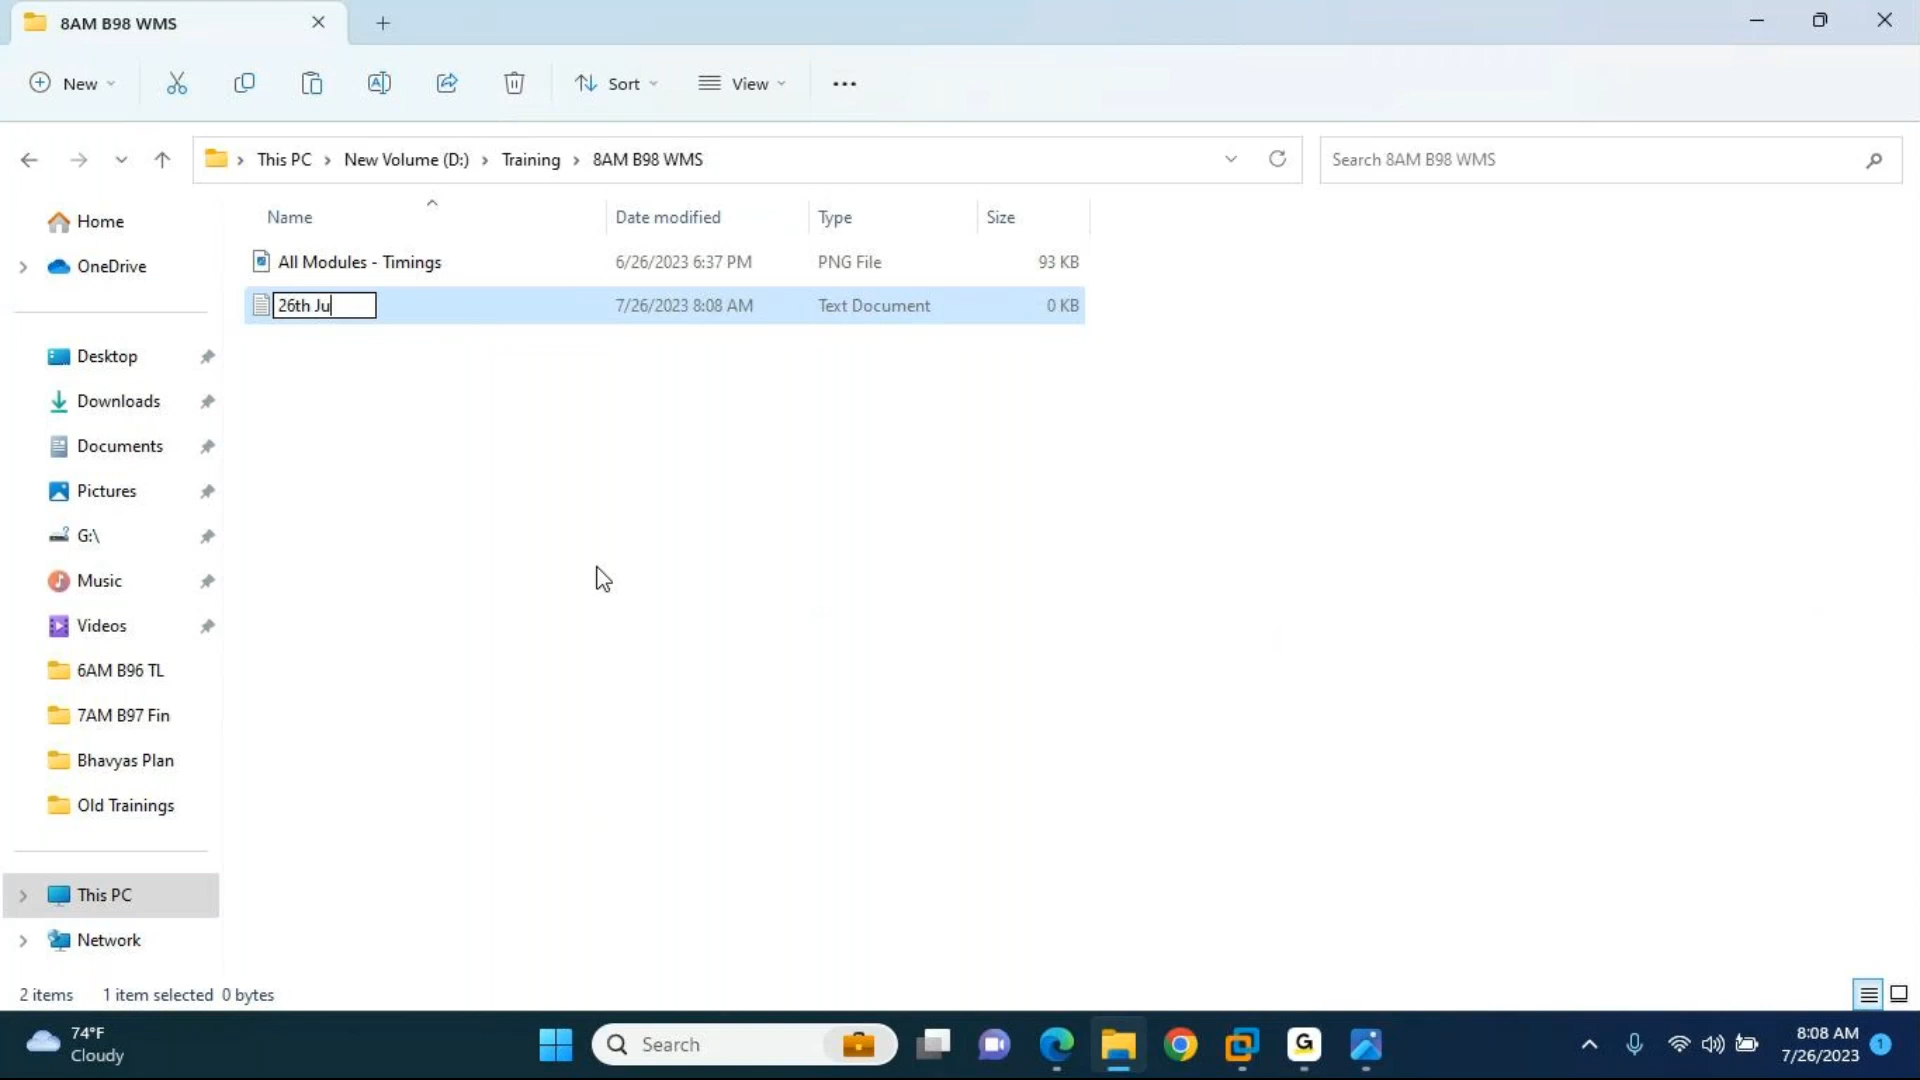 8AM B98 WMS
New
Sort
View
This PC › New Volume (D:) › Training › 8AM B98 WMS
Search 8AM B98 WMS
Name Date modified Type Size
All Modules - Timings 6/26/2023 6:37 PM PNG File 93 KB
26th Ju 7/26/2023 8:08 AM Text Document 0 KB
Home
OneDrive
Desktop
Downloads
Documents
Pictures
G:\
Music
Videos
6AM B96 TL
7AM B97 Fin
Bhavyas Plan
Old Trainings
This PC
Network
2 items 1 item selected 0 bytes
74°F
Cloudy
Search
G
8:08 AM
7/26/2023
1